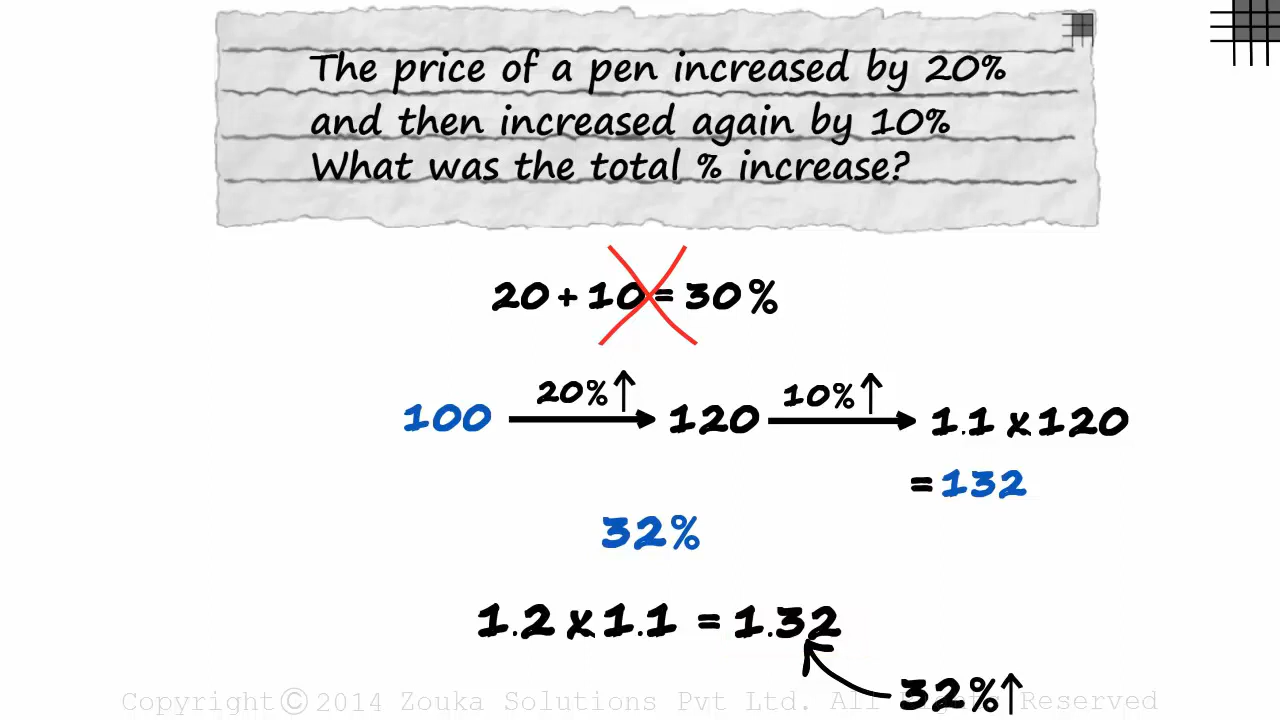 The price of a pen increased by 20%
and then increased again by 10%
What was the total % increase?
20 + 10 = 30%
100 20%↑ 120 10%↑ 1.1 x 120
= 132
32%
1.2 x 1.1 = 1.32
32%↑
Copyright © 2014 Zouka Solutions Pvt Ltd. All Rights Reserved